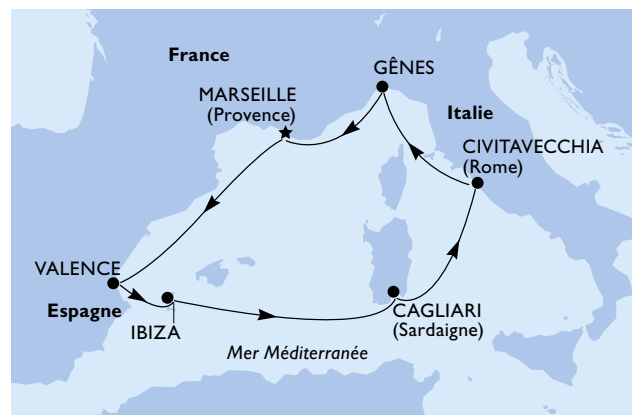 France
GÊNES
MARSEILLE
(Provence)
Italie
CIVITAVECCHIA
(Rome)
VALENCE
Espagne
IBIZA
CAGLIARI
(Sardaigne)
Mer Méditerranée